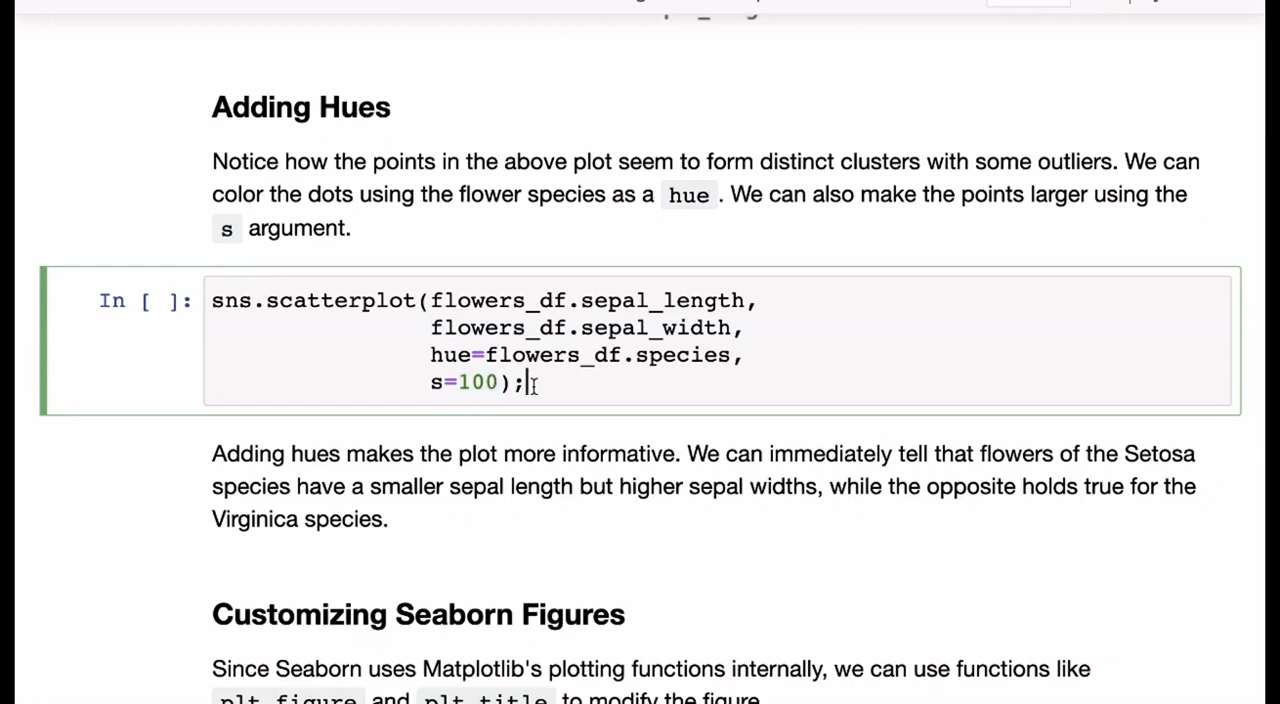 Adding Hues
Notice how the points in the above plot seem to form distinct clusters with some outliers. We can
color the dots using the flower species as a hue . We can also make the points larger using the
s argument.
In [ ]: sns.scatterplot(flowers_df.sepal_length,
flowers_df.sepal_width,
hue=flowers_df.species,
s=100);
Adding hues makes the plot more informative. We can immediately tell that flowers of the Setosa
species have a smaller sepal length but higher sepal widths, while the opposite holds true for the
Virginica species.
Customizing Seaborn Figures
Since Seaborn uses Matplotlib's plotting functions internally, we can use functions like
plt.figure and plt.title to modify the figure.